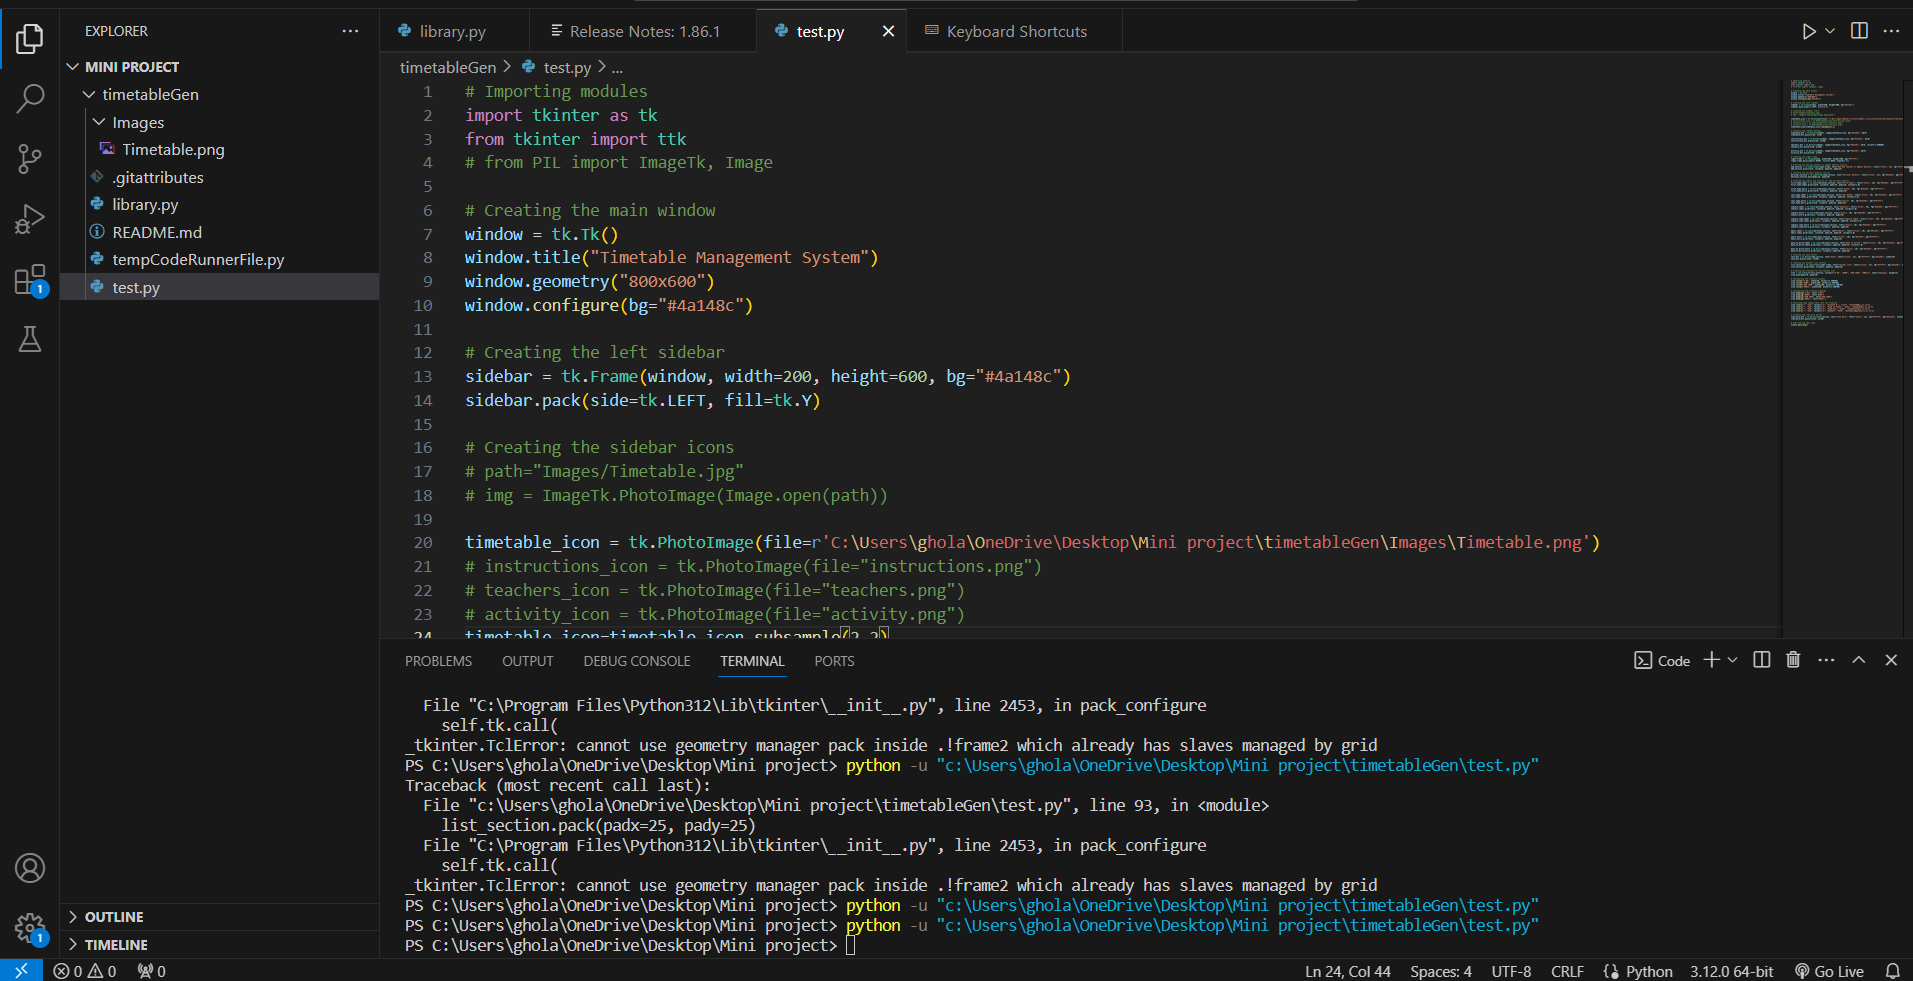 EXPLORER
MINI PROJECT
timetableGen
Images
Timetable.png
.gitattributes
library.py
README.md
tempCodeRunnerFile.py
test.py
OUTLINE
TIMELINE
library.py
Release Notes: 1.86.1
test.py
Keyboard Shortcuts
timetableGen > test.py > ...
1 # Importing modules
2 import tkinter as tk
3 from tkinter import ttk
4 # from PIL import ImageTk, Image
5
6 # Creating the main window
7 window = tk.Tk()
8 window.title("Timetable Management System")
9 window.geometry("800x600")
10 window.configure(bg="#4a148c")
11
12 # Creating the left sidebar
13 sidebar = tk.Frame(window, width=200, height=600, bg="#4a148c")
14 sidebar.pack(side=tk.LEFT, fill=tk.Y)
15
16 # Creating the sidebar icons
17 # path="Images/Timetable.jpg"
18 # img = ImageTk.PhotoImage(Image.open(path))
19
20 timetable_icon = tk.PhotoImage(file=r'C:\Users\ghola\OneDrive\Desktop\Mini project\timetableGen\Images\Timetable.png')
21 # instructions_icon = tk.PhotoImage(file="instructions.png")
22 # teachers_icon = tk.PhotoImage(file="teachers.png")
23 # activity_icon = tk.PhotoImage(file="activity.png")
24 timetable_icon=timetable_icon.subsample(2,2)
PROBLEMS OUTPUT DEBUG CONSOLE TERMINAL PORTS
Code
File "C:\Program Files\Python312\Lib\tkinter\__init__.py", line 2453, in pack_configure
self.tk.call(
_tkinter.TclError: cannot use geometry manager pack inside .!frame2 which already has slaves managed by grid
PS C:\Users\ghola\OneDrive\Desktop\Mini project> python -u "c:\Users\ghola\OneDrive\Desktop\Mini project\timetableGen\test.py"
Traceback (most recent call last):
File "c:\Users\ghola\OneDrive\Desktop\Mini project\timetableGen\test.py", line 93, in <module>
list_section.pack(padx=25, pady=25)
File "C:\Program Files\Python312\Lib\tkinter\__init__.py", line 2453, in pack_configure
self.tk.call(
_tkinter.TclError: cannot use geometry manager pack inside .!frame2 which already has slaves managed by grid
PS C:\Users\ghola\OneDrive\Desktop\Mini project> python -u "c:\Users\ghola\OneDrive\Desktop\Mini project\timetableGen\test.py"
PS C:\Users\ghola\OneDrive\Desktop\Mini project> python -u "c:\Users\ghola\OneDrive\Desktop\Mini project\timetableGen\test.py"
PS C:\Users\ghola\OneDrive\Desktop\Mini project>
1
1
0 0 0
Ln 24, Col 44 Spaces: 4 UTF-8 CRLF Python 3.12.0 64-bit Go Live